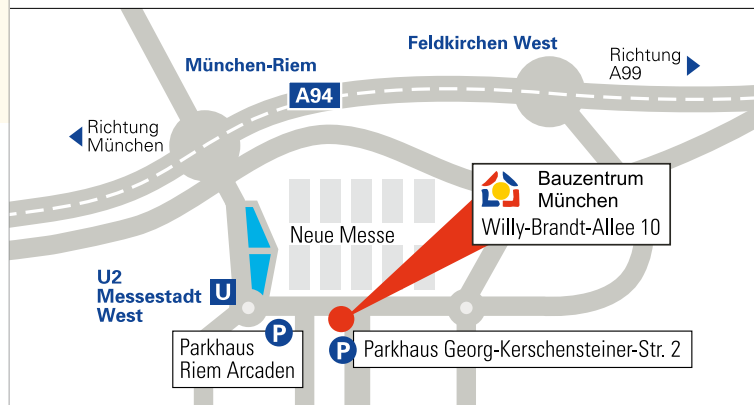 Feldkirchen West
München-Riem
Richtung
A99
A94
Richtung
München
Bauzentrum
München
Willy-Brandt-Allee 10
Neue Messe
U2
Messestadt
West
U
P
Parkhaus
Riem Arcaden
P
Parkhaus Georg-Kerschensteiner-Str. 2